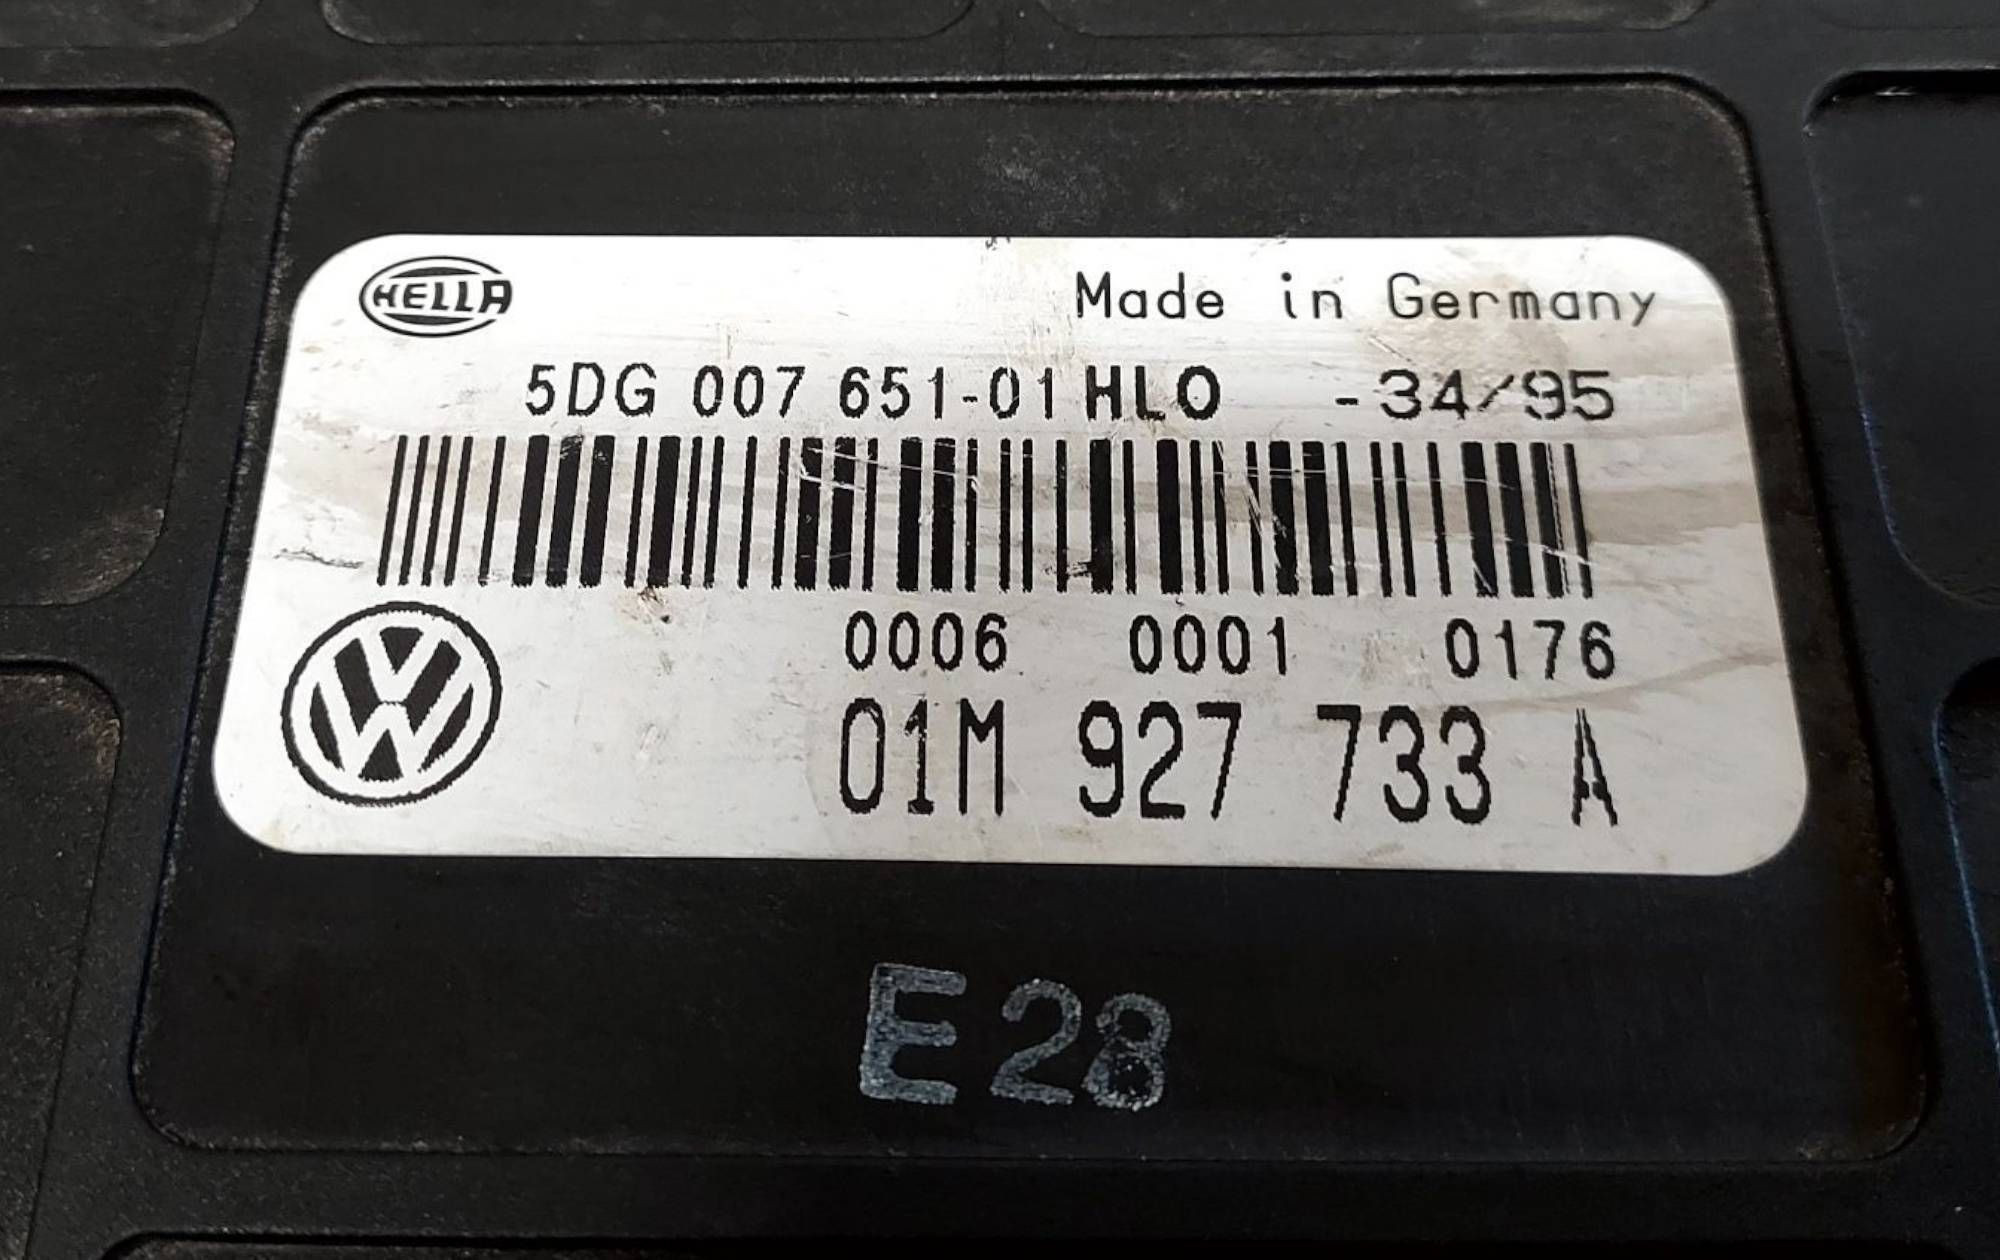 HELLA Made in Germany
5DG 007 651-01 HLO -34/95
0006 0001 0176
01M 927 733 A
E28